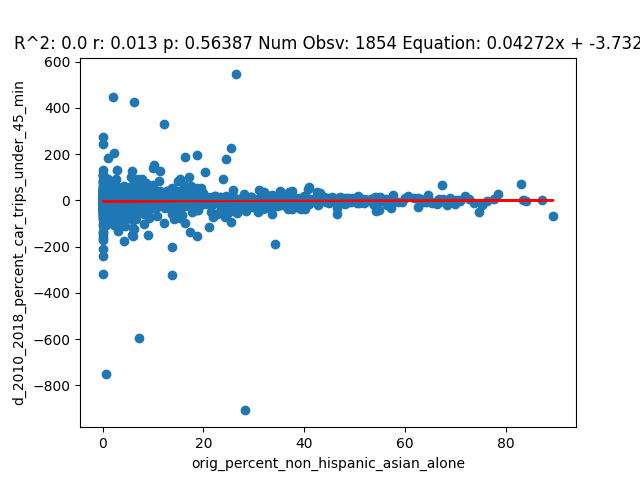 R^2: 0.0 r: 0.013 p: 0.56387 Num Obsv: 1854 Equation: 0.04272x + -3.732
600
400
200
0
−200
−400
−600
−800
d_2010_2018_percent_car_trips_under_45_min
0 20 40 60 80
orig_percent_non_hispanic_asian_alone